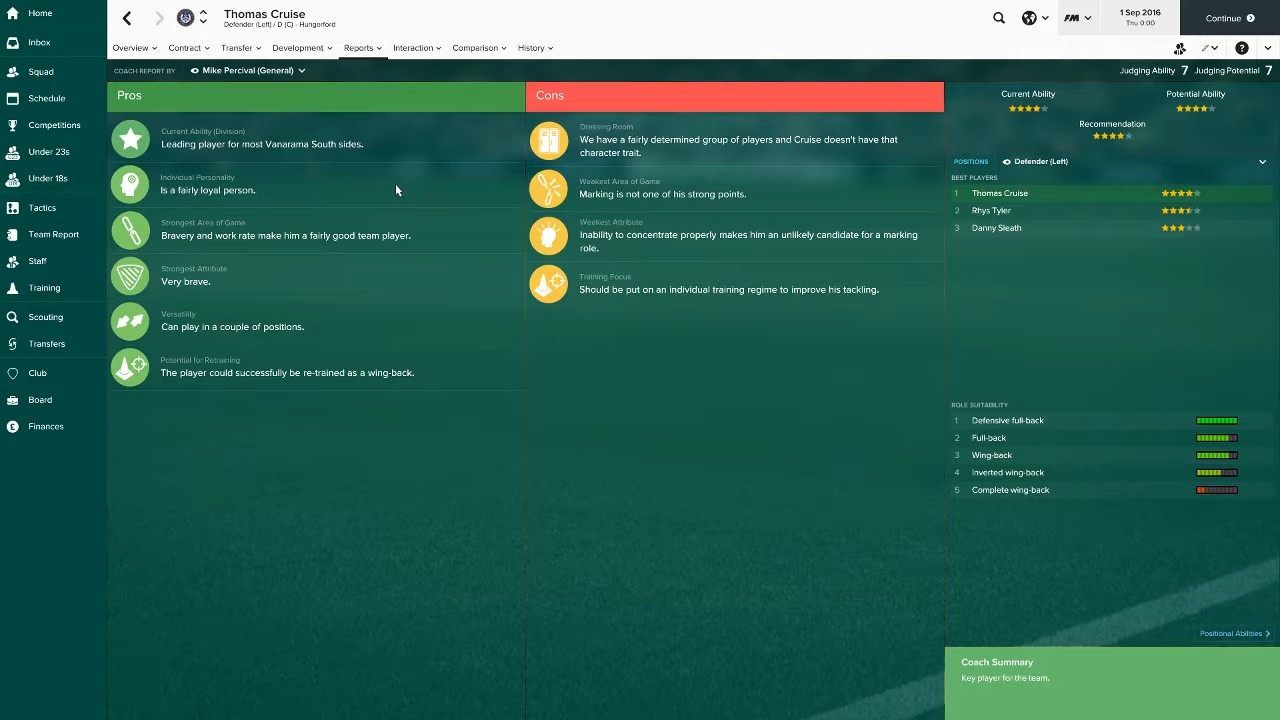 Home
Inbox
Squad
Schedule
Competitions
Under 23s
Under 18s
Tactics
Team Report
Staff
Training
Scouting
Transfers
Club
Board
Finances
Thomas Cruise
Defender (Left) / D (C) - Hungerford
FM
1 Sep 2016
Thu 0:00
Continue
Overview
Contract
Transfer
Development
Reports
Interaction
Comparison
History
?
COACH REPORT BY Mike Percival (General)
Judging Ability 7 Judging Potential 7
Pros
Current Ability (Division)
Leading player for most Vanarama South sides.
Individual Personality
Is a fairly loyal person.
Strongest Area of Game
Bravery and work rate make him a fairly good team player.
Strongest Attribute
Very brave.
Versatility
Can play in a couple of positions.
Potential for Retraining
The player could successfully be re-trained as a wing-back.
Cons
Dressing Room
We have a fairly determined group of players and Cruise doesn't have that
character trait.
Weakest Area of Game
Marking is not one of his strong points.
Weakest Attribute
Inability to concentrate properly makes him an unlikely candidate for a marking
role.
Training Focus
Should be put on an individual training regime to improve his tackling.
Current Ability
Potential Ability
Recommendation
POSITIONS Defender (Left)
BEST PLAYERS
1 Thomas Cruise
2 Rhys Tyler
3 Danny Sleath
ROLE SUITABILITY
1 Defensive full-back
2 Full-back
3 Wing-back
4 Inverted wing-back
5 Complete wing-back
Positional Abilities
Coach Summary
Key player for the team.